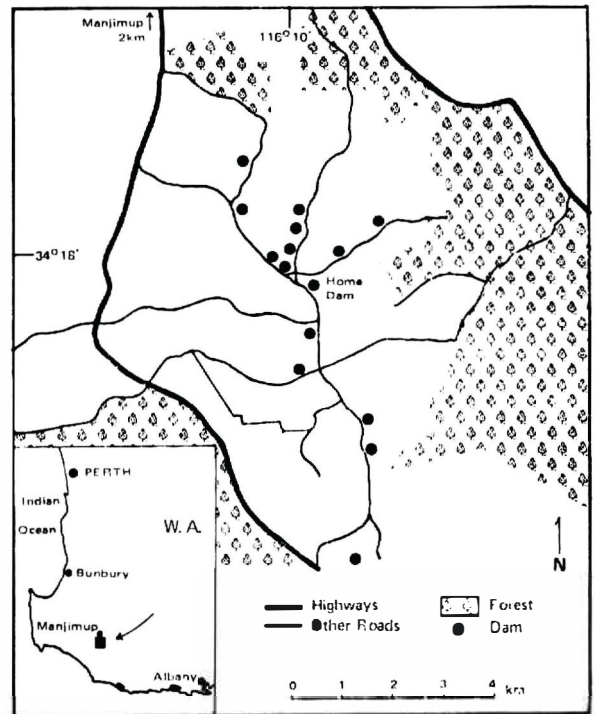 Manjimup
2km
116°10'
34°18'
Home
Dam
PERTH
Indian
Ocean
W. A.
Bunbury
Manjimup
Albany
N
Highways
Other Roads
Forest
Dam
0 1 2 3 4
km